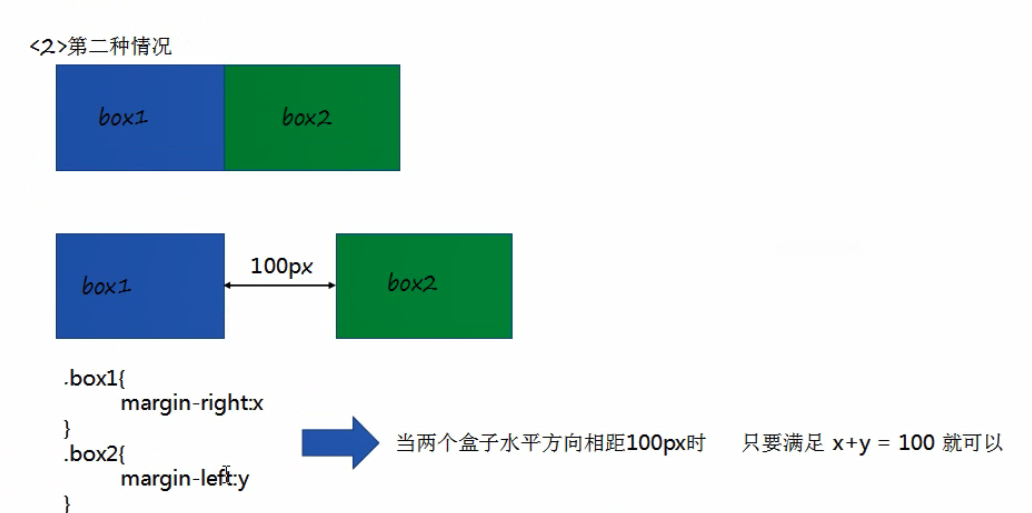 <2>第二种情况
box1 box2
100px
box1 box2
.box1{
margin-right:x
}
.box2{
margin-left:y
}
当两个盒子水平方向相距100px时 只要满足 x+y = 100 就可以